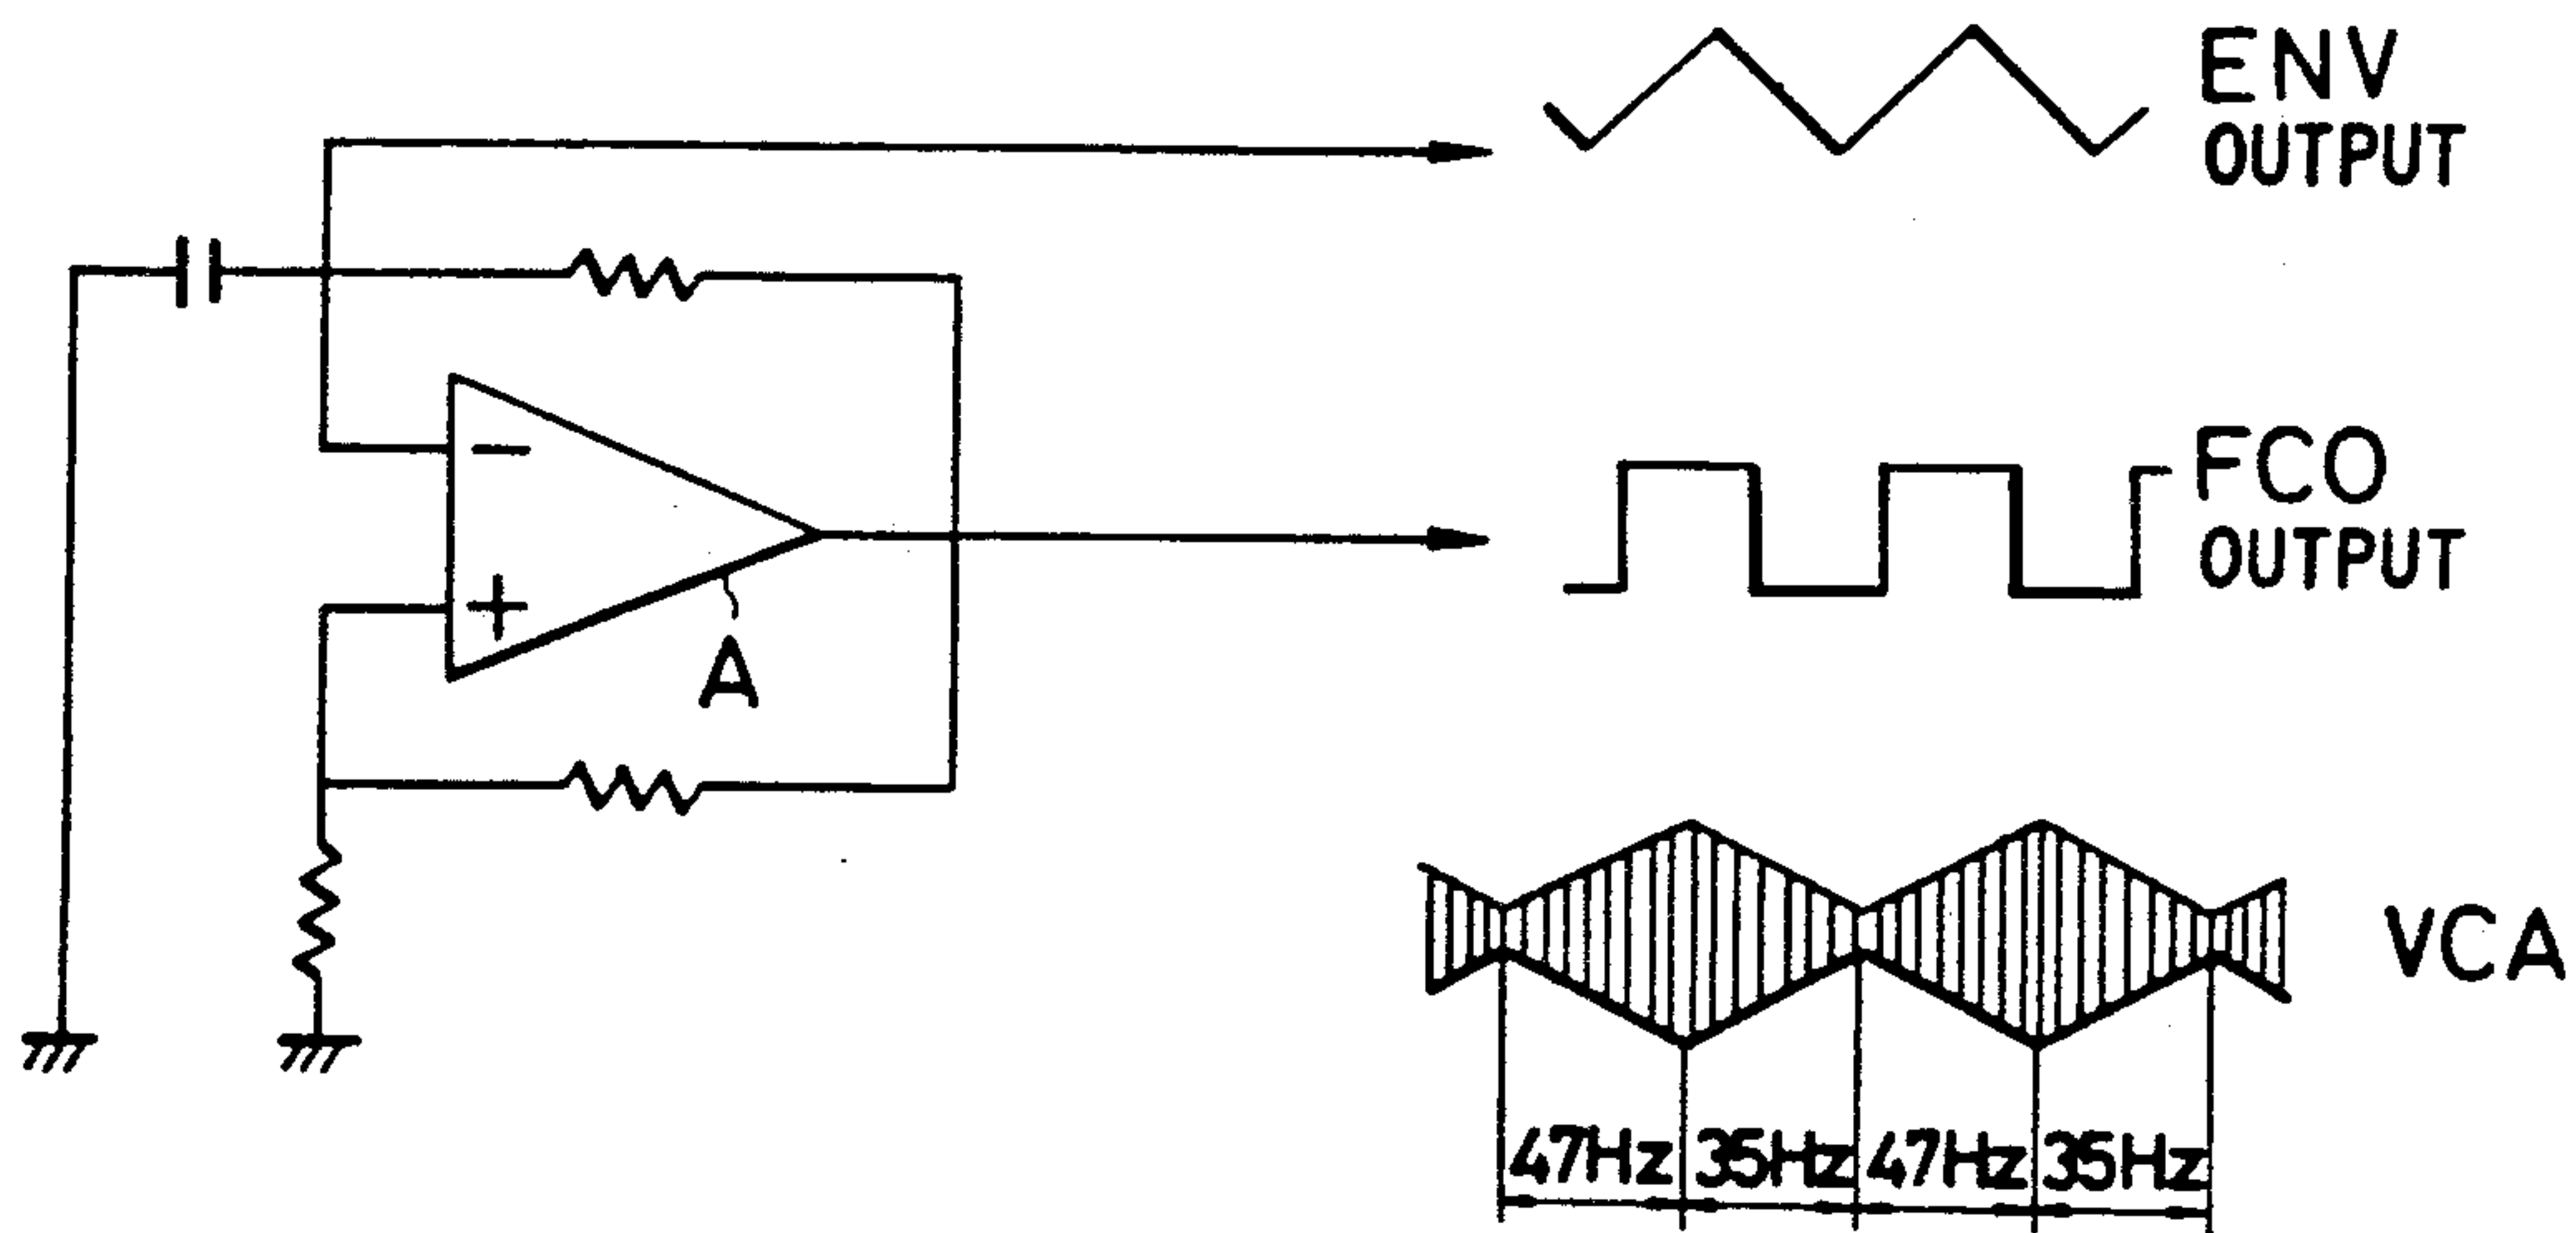 ENV
OUTPUT
−
FCO
OUTPUT
+
A
VCA
47Hz 35Hz 47Hz 35Hz